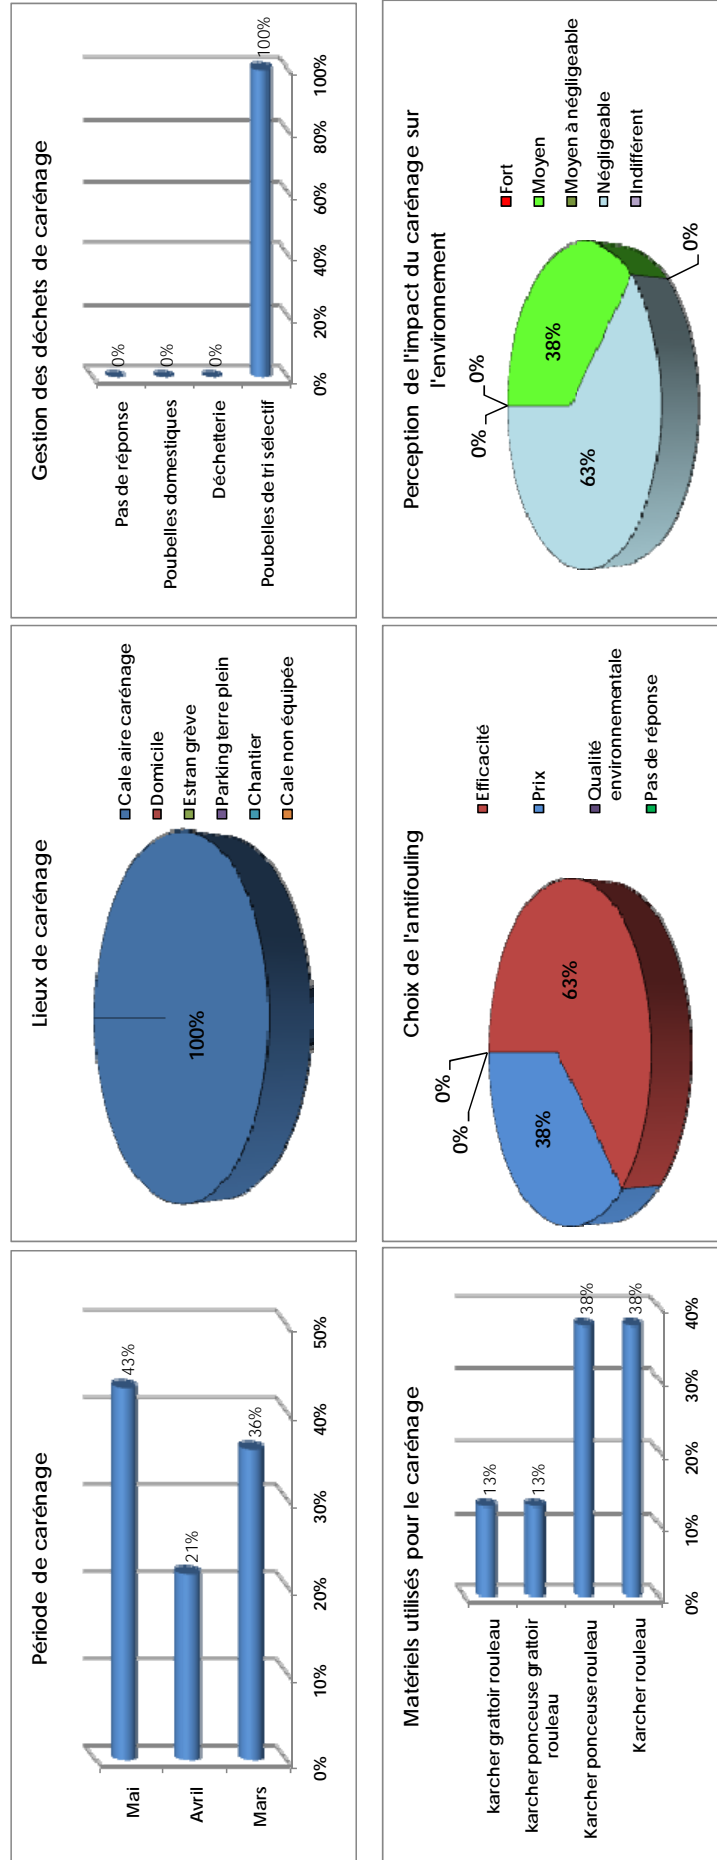 Période de carénage
Mai
43%
Avril
21%
Mars
36%
0%
10%
20%
30%
40%
50%
Lieux de carénage
100%
Cale aire carénage
Domicile
Estran grève
Parking terre plein
Chantier
Cale non équipée
Gestion des déchets de carénage
Pas de réponse
0%
Poubelles domestiques
0%
Déchetterie
0%
Poubelles de tri sélectif
100%
0%
20%
40%
60%
80%
100%
Matériels utilisés pour le carénage
karcher grattoir rouleau
13%
karcher ponceuse grattoir
rouleau
13%
Karcher ponceuse rouleau
38%
Karcher rouleau
38%
0%
10%
20%
30%
40%
Choix de l'antifouling
0%
0%
38%
63%
Efficacité
Prix
Qualité
environnementale
Pas de réponse
Perception de l'impact du carénage sur
l'environnement
0%
0%
38%
63%
0%
Fort
Moyen
Moyen à négligeable
Négligeable
Indifférent